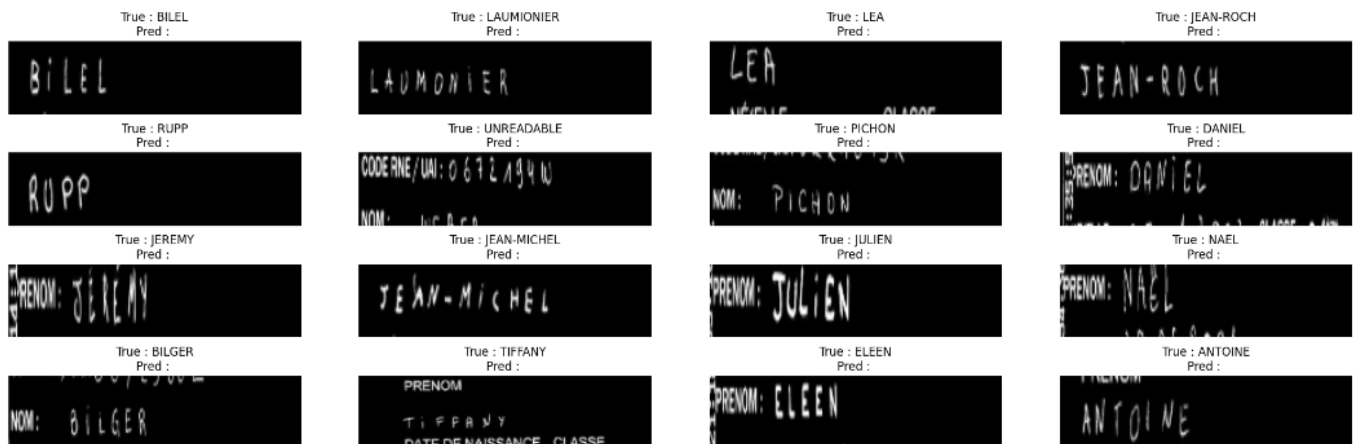 True : BILEL
Pred :
BiLEL
True : LAUMIONIER
Pred :
LAUMONiER
True : LEA
Pred :
LEA
CLASSE
True : JEAN-ROCH
Pred :
JEAN-ROCH
True : RUPP
Pred :
RUPP
True : UNREADABLE
Pred :
CODE RNE/UAI: 0672194W
NOM:
True : PICHON
Pred :
NOM: PICHON
True : DANIEL
Pred :
PRENOM: DANiEL
True : JEREMY
Pred :
PRENOM: JÉRÉMY
True : JEAN-MICHEL
Pred :
JEAN-MiCHEL
True : JULIEN
Pred :
PRENOM: JULiEN
True : NAEL
Pred :
PRENOM: NAËL
True : BILGER
Pred :
NOM: BiLGER
True : TIFFANY
Pred :
PRENOM
TiFFANY
DATE DE NAISSANCE CLASSE
True : ELEEN
Pred :
PRENOM: ELEEN
True : ANTOINE
Pred :
PRENOM
ANTOINE